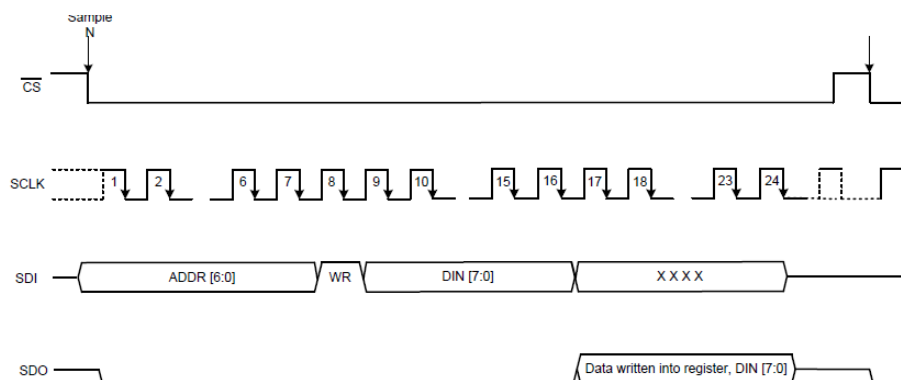 Sample
N
CS
SCLK 1 2 6 7 8 9 10 15 16 17 18 23 24
SDI ADDR [6:0] WR DIN [7:0] X X X X
SDO Data written into register, DIN [7:0]